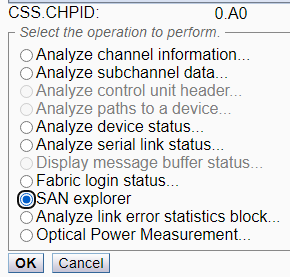 CSS.CHPID: 0.A0
Select the operation to perform.
Analyze channel information...
Analyze subchannel data...
Analyze control unit header...
Analyze paths to a device...
Analyze device status...
Analyze serial link status...
Display message buffer status...
Fabric login status...
SAN explorer
Analyze link error statistics block...
Optical Power Measurement...
OK Cancel